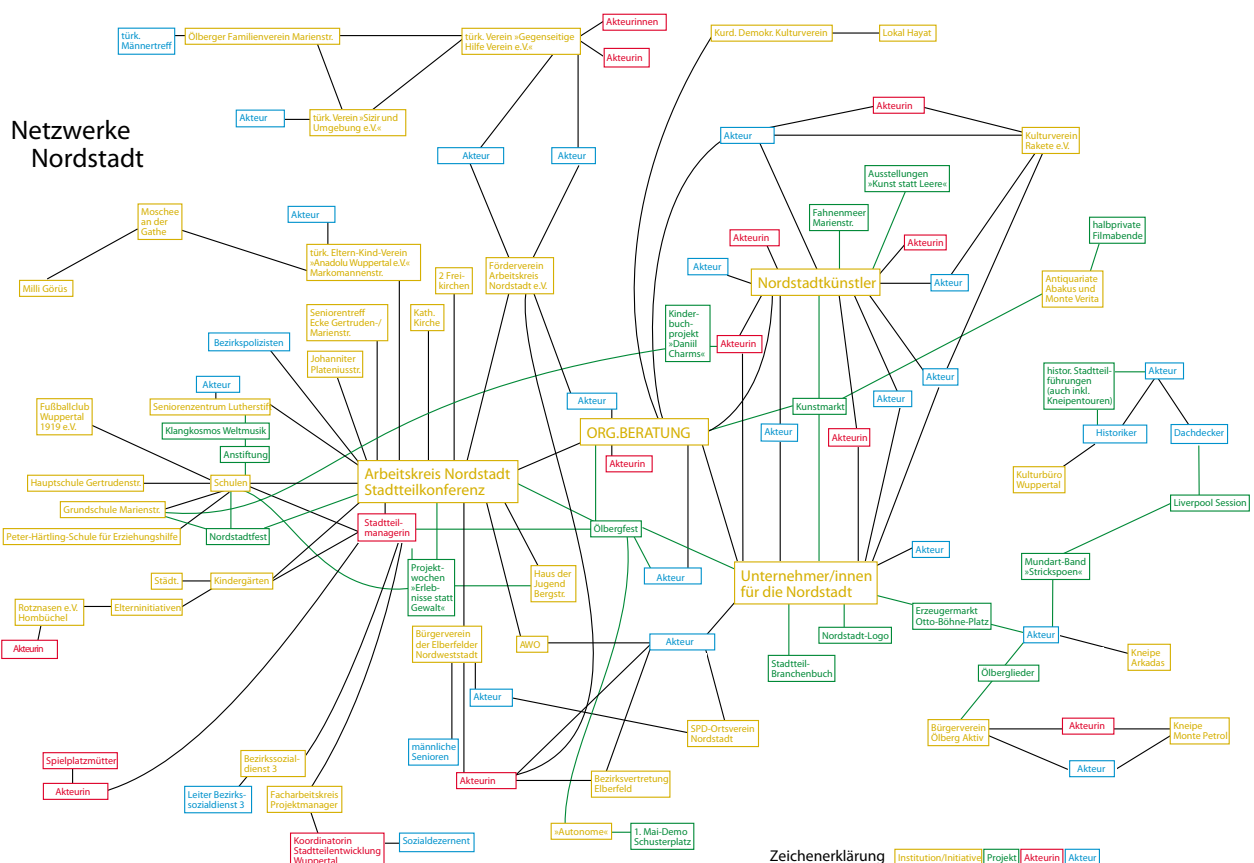 Netzwerke
Nordstadt
türk.
Männertreff
Ölberger Familienverein Marienstr.
türk. Verein »Gegenseitige
Hilfe Verein e.V.«
Akteurinnen
Akteurin
Kurd. Demokr. Kulturverein
Lokal Hayat
Akteur
türk. Verein »Sizir und
Umgebung e.V.«
Akteurin
Akteur
Kulturverein
Rakete e.V.
Akteur
Akteur
Ausstellungen
»Kunst statt Leere«
Fahnenmeer
Marienstr.
Moschee
an der
Gathe
Akteur
türk. Eltern-Kind-Verein
»Anadolu Wuppertal e.V.«
Markomannenstr.
Milli Görüs
2 Frei-
kirchen
Förderverein
Arbeitskreis
Nordstadt e.V.
Akteurin
Akteurin
Akteur
Nordstadtkünstler
Akteur
halbprivate
Filmabende
Antiquariate
Abakus und
Monte Verita
Seniorentreff
Ecke Gertruden-/
Marienstr.
Kath.
Kirche
Kinder-
buch-
projekt
»Daniil
Charms«
Akteurin
Bezirkspolizisten
Johanniter
Plateniusstr.
Akteur
Seniorenzentrum Lutherstift
Akteur
Kunstmarkt
Akteur
Akteur
histor. Stadtteil-
führungen
(auch inkl.
Kneipentouren)
Akteur
Fußballclub
Wuppertal
1919 e.V.
Klangkosmos Weltmusik
Anstiftung
ORG.BERATUNG
Akteurin
Akteur
Akteurin
Historiker
Dachdecker
Kulturbüro
Wuppertal
Hauptschule Gertrudenstr.
Schulen
Arbeitskreis Nordstadt
Stadtteilkonferenz
Grundschule Marienstr.
Peter-Härtling-Schule für Erziehungshilfe
Nordstadtfest
Stadtteil-
managerin
Ölbergfest
Liverpool Session
Akteur
Städt.
Kindergärten
Projekt-
wochen
»Erleb-
nisse statt
Gewalt«
Haus der
Jugend
Bergstr.
Akteur
Unternehmer/innen
für die Nordstadt
Mundart-Band
»Strickspoen«
Rotznasen e.V.
Hombüchel
Elterninitiativen
Akteurin
Bürgerverein
der Elberfelder
Nordweststadt
AWO
Akteur
Nordstadt-Logo
Erzeugermarkt
Otto-Böhne-Platz
Akteur
Kneipe
Arkadas
Stadtteil-
Branchenbuch
Ölberglieder
Akteur
SPD-Ortsverein
Nordstadt
Bürgerverein
Ölberg Aktiv
Akteurin
Kneipe
Monte Petrol
Akteur
männliche
Senioren
Spielplatzmütter
Akteurin
Bezirkssozial-
dienst 3
Leiter Bezirks-
sozialdienst 3
Facharbeitskreis
Projektmanager
Akteurin
Bezirksvertretung
Elberfeld
»Autonome«
1. Mai-Demo
Schusterplatz
Koordinatorin
Stadtteilentwicklung
Wuppertal
Sozialdezernent
Zeichenerklärung
Institution/Initiative
Projekt
Akteurin
Akteur